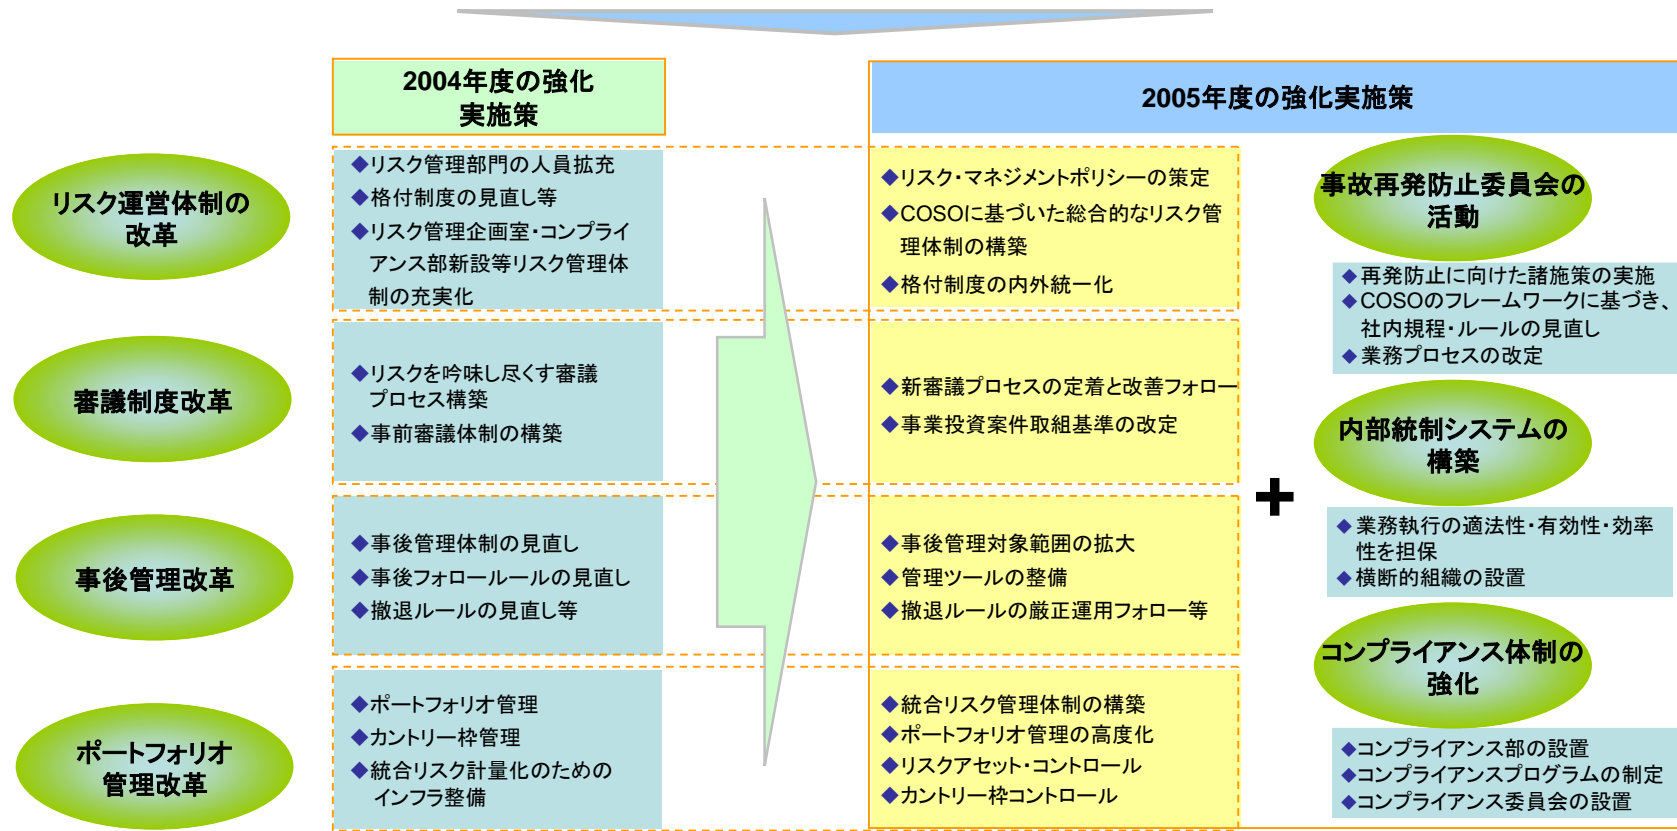 2004年度の強化
実施策
2005年度の強化実施策
リスク運営体制の
改革
◆リスク管理部門の人員拡充
◆格付制度の見直し等
◆リスク管理企画室・コンプライ
アンス部新設等リスク管理体
制の充実化
◆リスク・マネジメントポリシーの策定
◆COSOに基づいた総合的なリスク管
理体制の構築
◆格付制度の内外統一化
審議制度改革
◆リスクを吟味し尽くす審議
プロセス構築
◆事前審議体制の構築
◆新審議プロセスの定着と改善フォロー
◆事業投資案件取組基準の改定
事後管理改革
◆事後管理体制の見直し
◆事後フォロールールの見直し
◆撤退ルールの見直し等
◆事後管理対象範囲の拡大
◆管理ツールの整備
◆撤退ルールの厳正運用フォロー等
ポートフォリオ
管理改革
◆ポートフォリオ管理
◆カントリー枠管理
◆統合リスク計量化のための
インフラ整備
◆統合リスク管理体制の構築
◆ポートフォリオ管理の高度化
◆リスクアセット・コントロール
◆カントリー枠コントロール
+
事故再発防止委員会の
活動
◆再発防止に向けた諸施策の実施
◆COSOのフレームワークに基づき、
社内規程・ルールの見直し
◆業務プロセスの改定
内部統制システムの
構築
◆業務執行の適法性・有効性・効率
性を担保
◆横断的組織の設置
コンプライアンス体制の
強化
◆コンプライアンス部の設置
◆コンプライアンスプログラムの制定
◆コンプライアンス委員会の設置